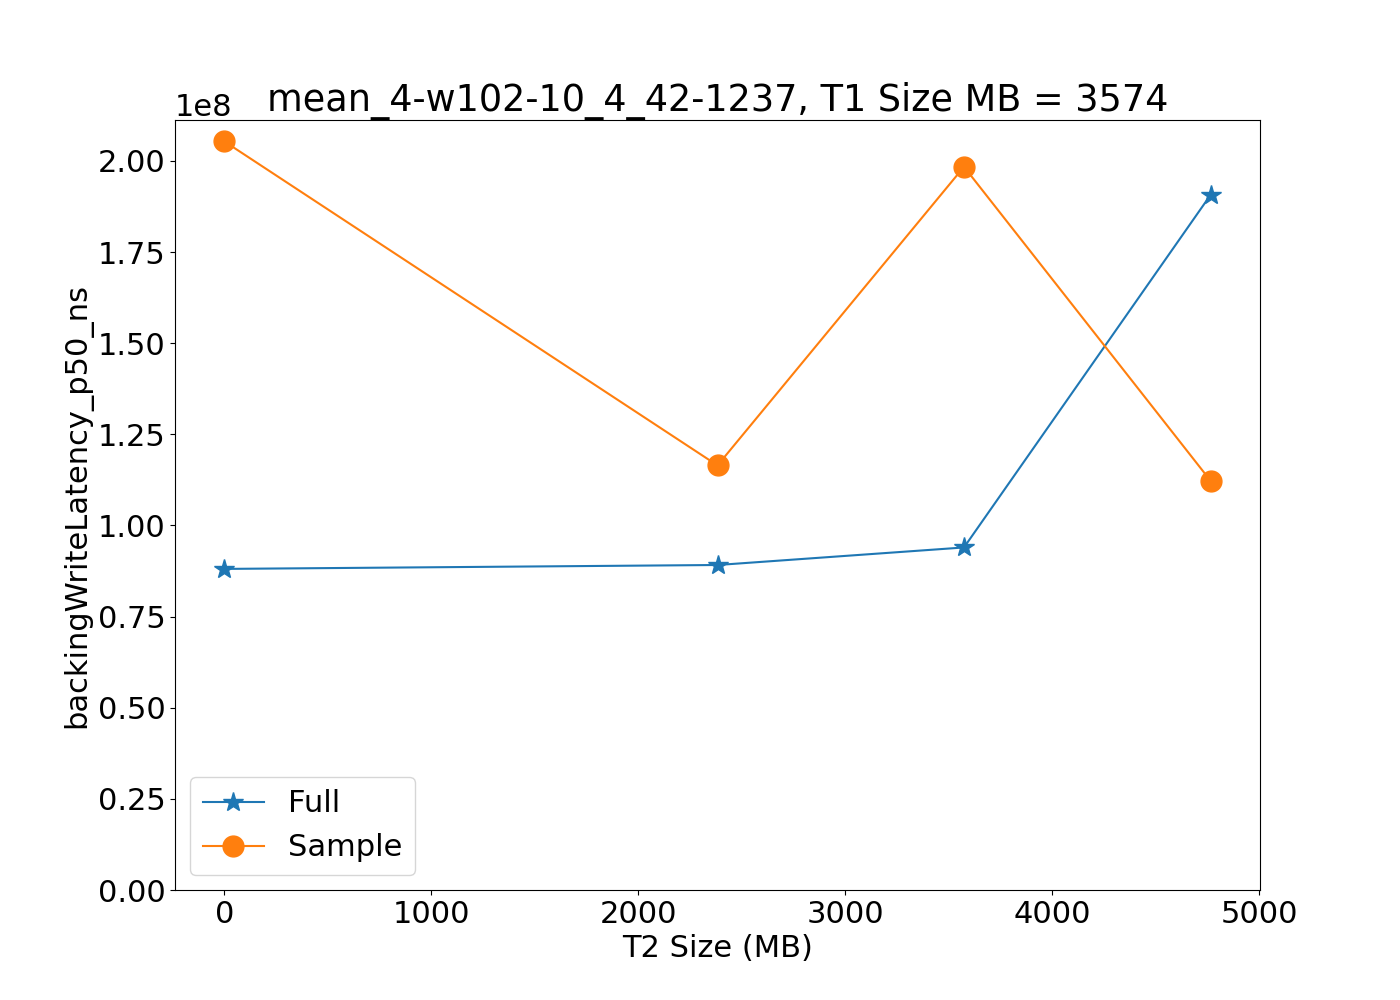 1e8
mean_4-w102-10_4_42-1237, T1 Size MB = 3574
backingWriteLatency_p50_ns
2.00
1.75
1.50
1.25
1.00
0.75
0.50
0.25
0.00
Full
Sample
0 1000 2000 3000 4000 5000
T2 Size (MB)